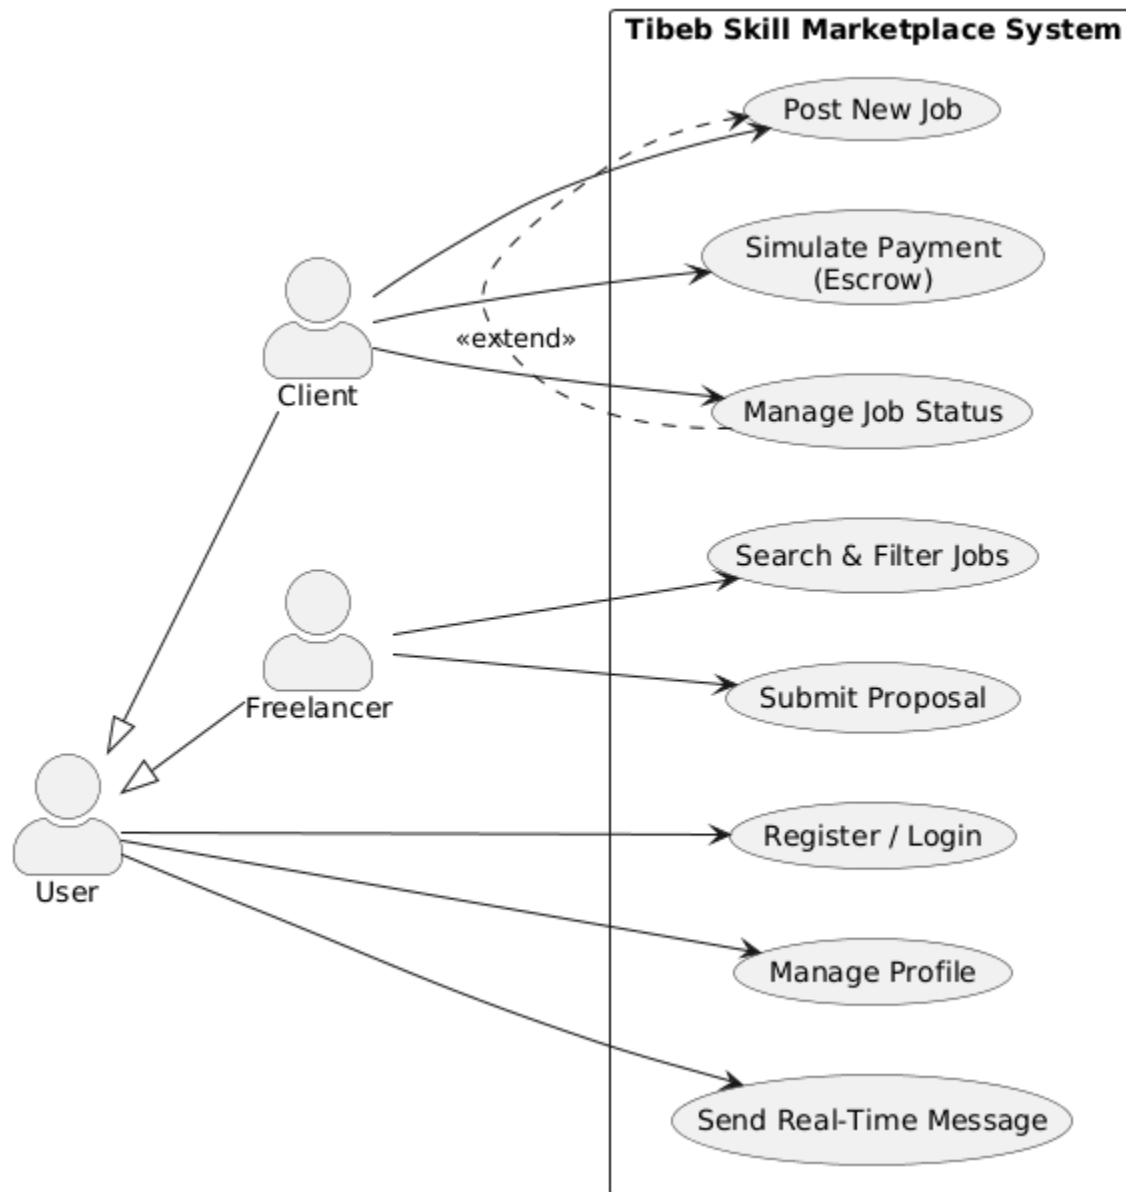 Tibeb Skill Marketplace System
Post New Job
Simulate Payment
(Escrow)
«extend»
Client
Manage Job Status
Search & Filter Jobs
Freelancer
Submit Proposal
Register / Login
User
Manage Profile
Send Real-Time Message